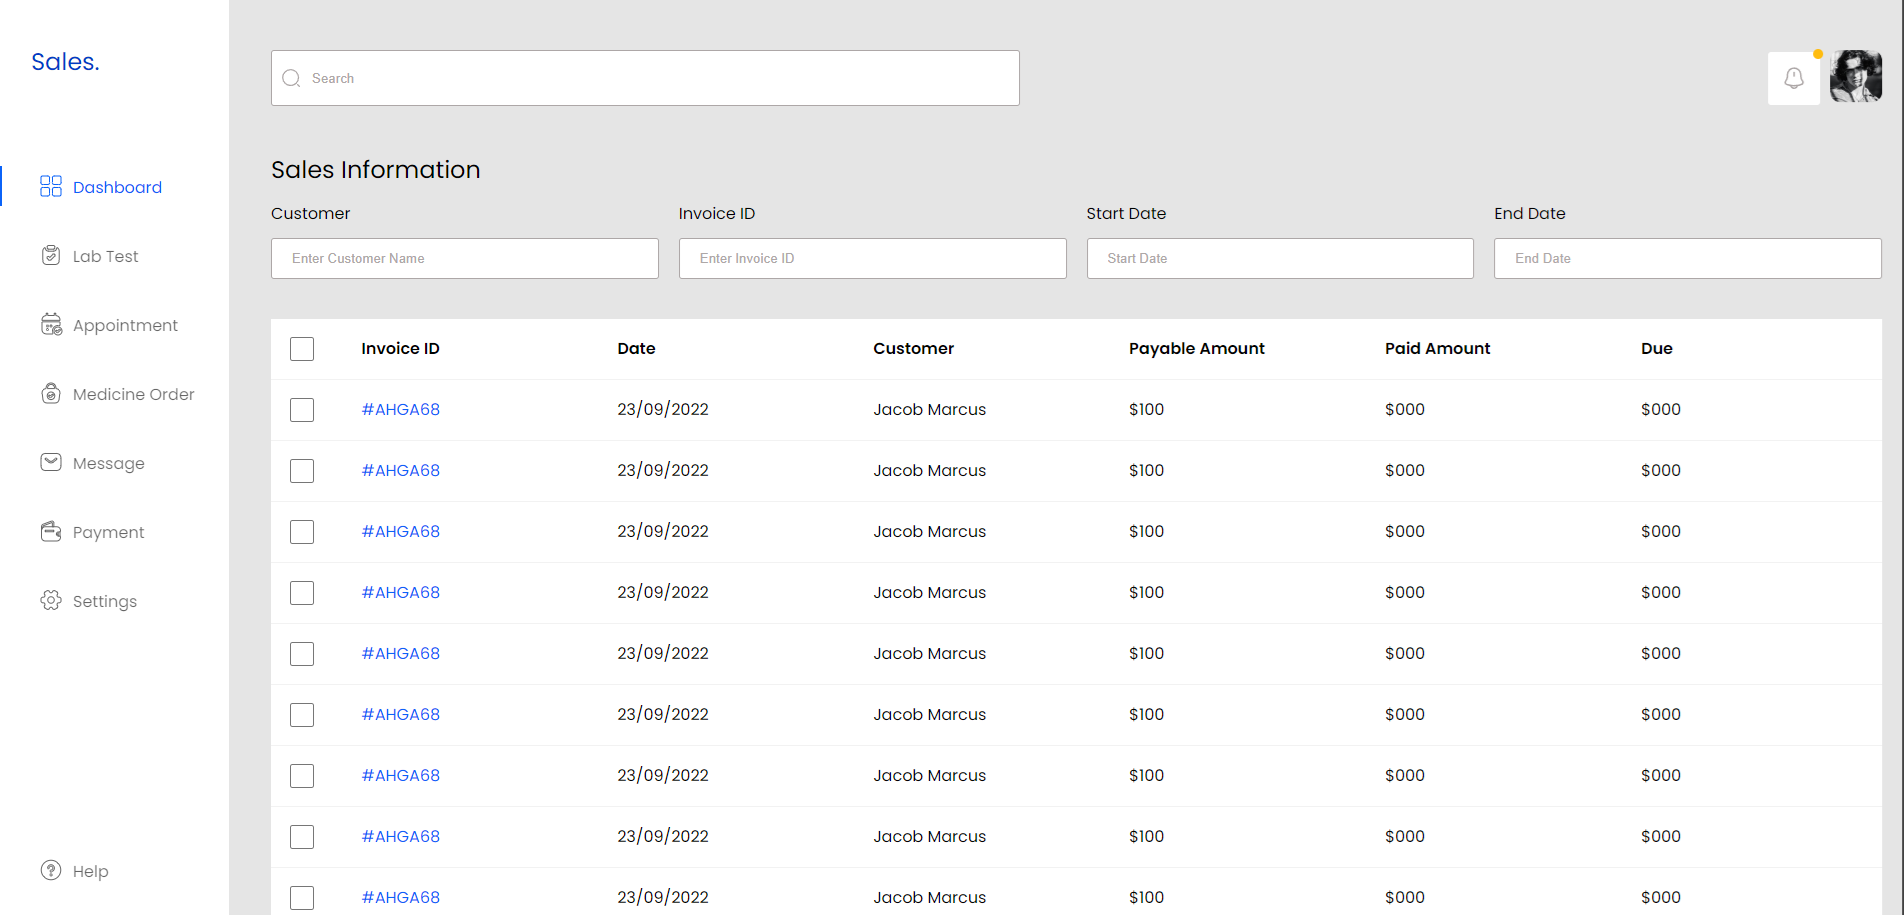 Sales.
Search
Dashboard
Lab Test
Appointment
Medicine Order
Message
Payment
Settings
Help
Sales Information
Customer Invoice ID Start Date End Date
Enter Customer Name Enter Invoice ID Start Date End Date
Invoice ID Date Customer Payable Amount Paid Amount Due
#AHGA68 23/09/2022 Jacob Marcus $100 $000 $000
#AHGA68 23/09/2022 Jacob Marcus $100 $000 $000
#AHGA68 23/09/2022 Jacob Marcus $100 $000 $000
#AHGA68 23/09/2022 Jacob Marcus $100 $000 $000
#AHGA68 23/09/2022 Jacob Marcus $100 $000 $000
#AHGA68 23/09/2022 Jacob Marcus $100 $000 $000
#AHGA68 23/09/2022 Jacob Marcus $100 $000 $000
#AHGA68 23/09/2022 Jacob Marcus $100 $000 $000
#AHGA68 23/09/2022 Jacob Marcus $100 $000 $000